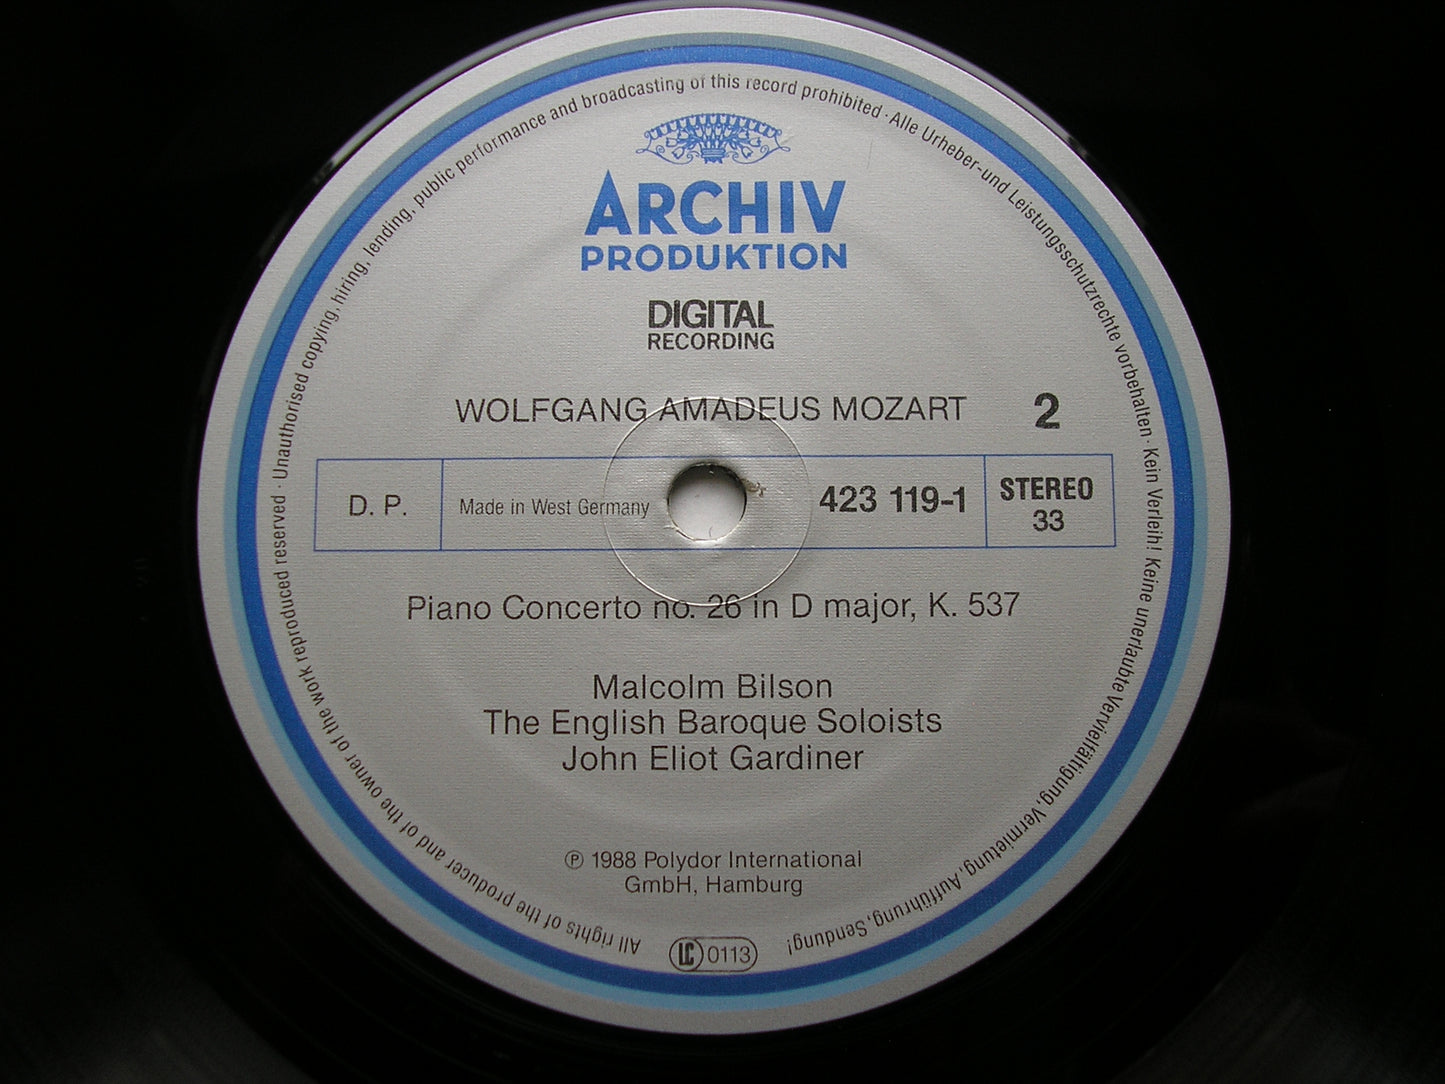 ARCHIV
PRODUKTION
DIGITAL
RECORDING
WOLFGANG AMADEUS MOZART 2
D. P. Made in West Germany 423 119-1 STEREO
33
Piano Concerto no. 26 in D major, K. 537
Malcolm Bilson
The English Baroque Soloists
John Eliot Gardiner
℗ 1988 Polydor International
GmbH, Hamburg
LC 0113
All rights of the producer and of the owner of the work reproduced reserved · Unauthorised copying, hiring, lending, public performance and broadcasting of this record prohibited · Alle Urheber-und Leistungsschutzrechte vorbehalten · Kein Verleih! Keine unerlaubte Vervielfältigung, Vermietung, Aufführung, Sendung!